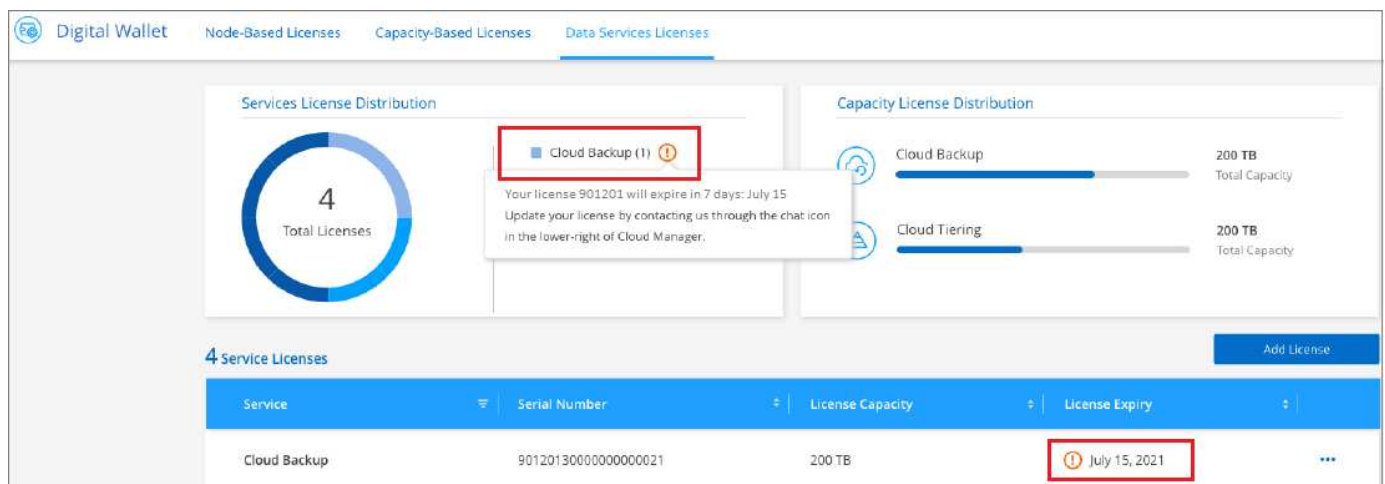 Digital Wallet
Node-Based Licenses
Capacity-Based Licenses
Data Services Licenses
Services License Distribution
4
Total Licenses
Cloud Backup (1)
Your license 901201 will expire in 7 days: July 15
Update your license by contacting us through the chat icon
in the lower-right of Cloud Manager.
Capacity License Distribution
Cloud Backup
200 TB
Total Capacity
Cloud Tiering
200 TB
Total Capacity
4 Service Licenses
Add License
Service
Serial Number
License Capacity
License Expiry
Cloud Backup
90120130000000000021
200 TB
July 15, 2021